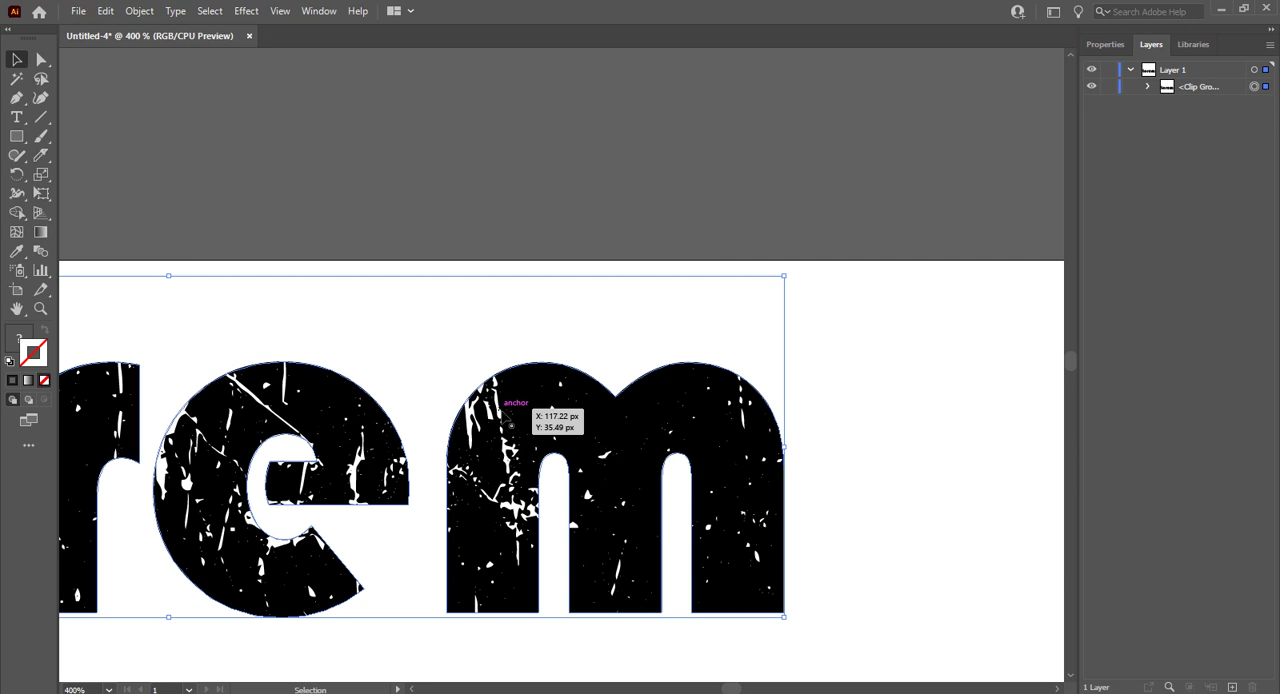 Ai File Edit Object Type Select Effect View Window Help Search Adobe Help
Untitled-4* @ 400 % (RGB/CPU Preview) ×
Properties Layers Libraries
Layer 1
<Clip Gro...
T
?
anchor
X: 117.22 px
Y: 35.49 px
rem
400% 1 Selection
1 Layer